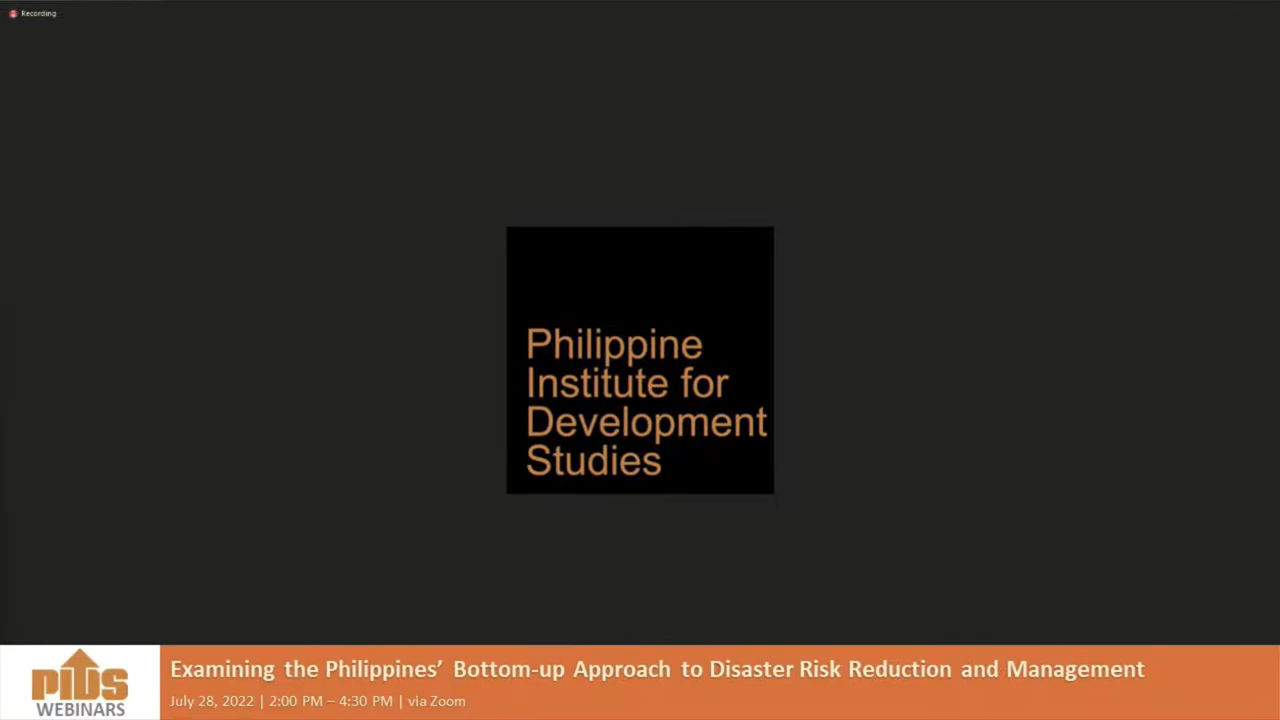 Recording
Philippine
Institute for
Development
Studies
PIDS
WEBINARS
Examining the Philippines’ Bottom-up Approach to Disaster Risk Reduction and Management
July 28, 2022 | 2:00 PM – 4:30 PM | via Zoom